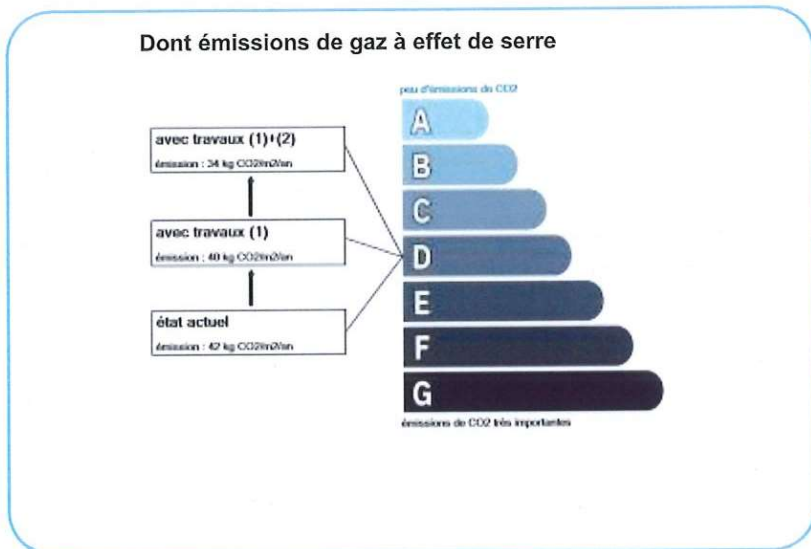 Dont émissions de gaz à effet de serre
peu d'émissions de CO2
A
B
C
D
E
F
G
émissions de CO2 très importantes
avec travaux (1)+(2)
émission : 34 kg CO2/m2/an
avec travaux (1)
émission : 40 kg CO2/m2/an
état actuel
émission : 42 kg CO2/m2/an